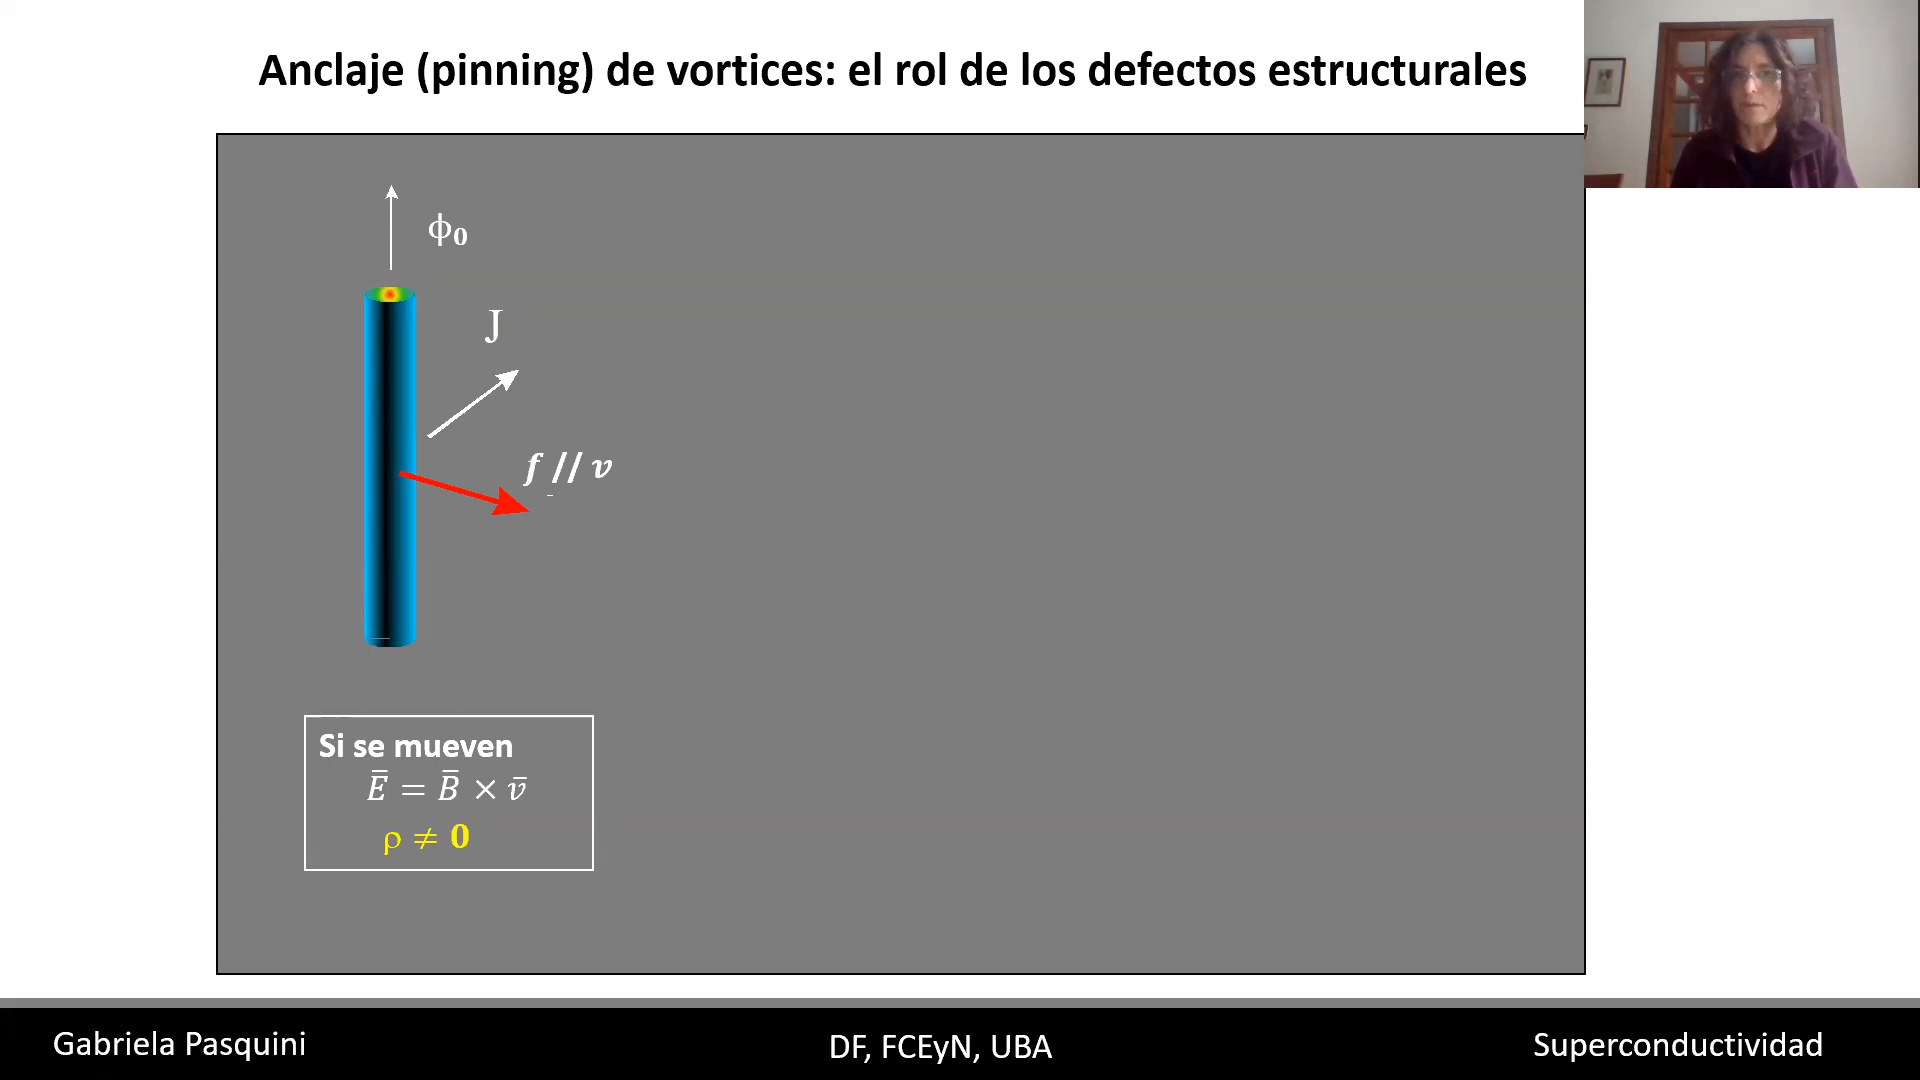 Anclaje (pinning) de vortices: el rol de los defectos estructurales
ϕ₀
J
f // v
Si se mueven
E̅ = B̅ × v̅
ρ ≠ 0
Gabriela Pasquini
DF, FCEyN, UBA
Superconductividad